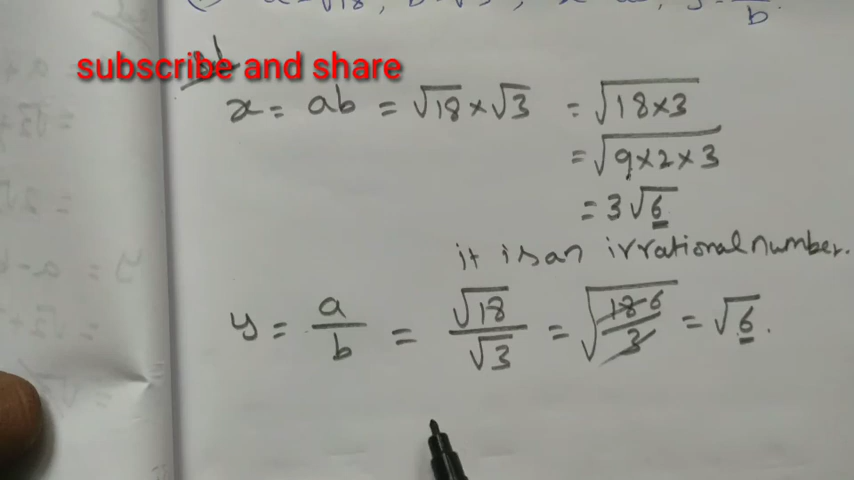 subscribe and share
x = ab = √18 × √3 = √18×3
= √9×2×3
= 3√6
it is an irrational number.
y = a/b = √18/√3 = √18 6/3 = √6.